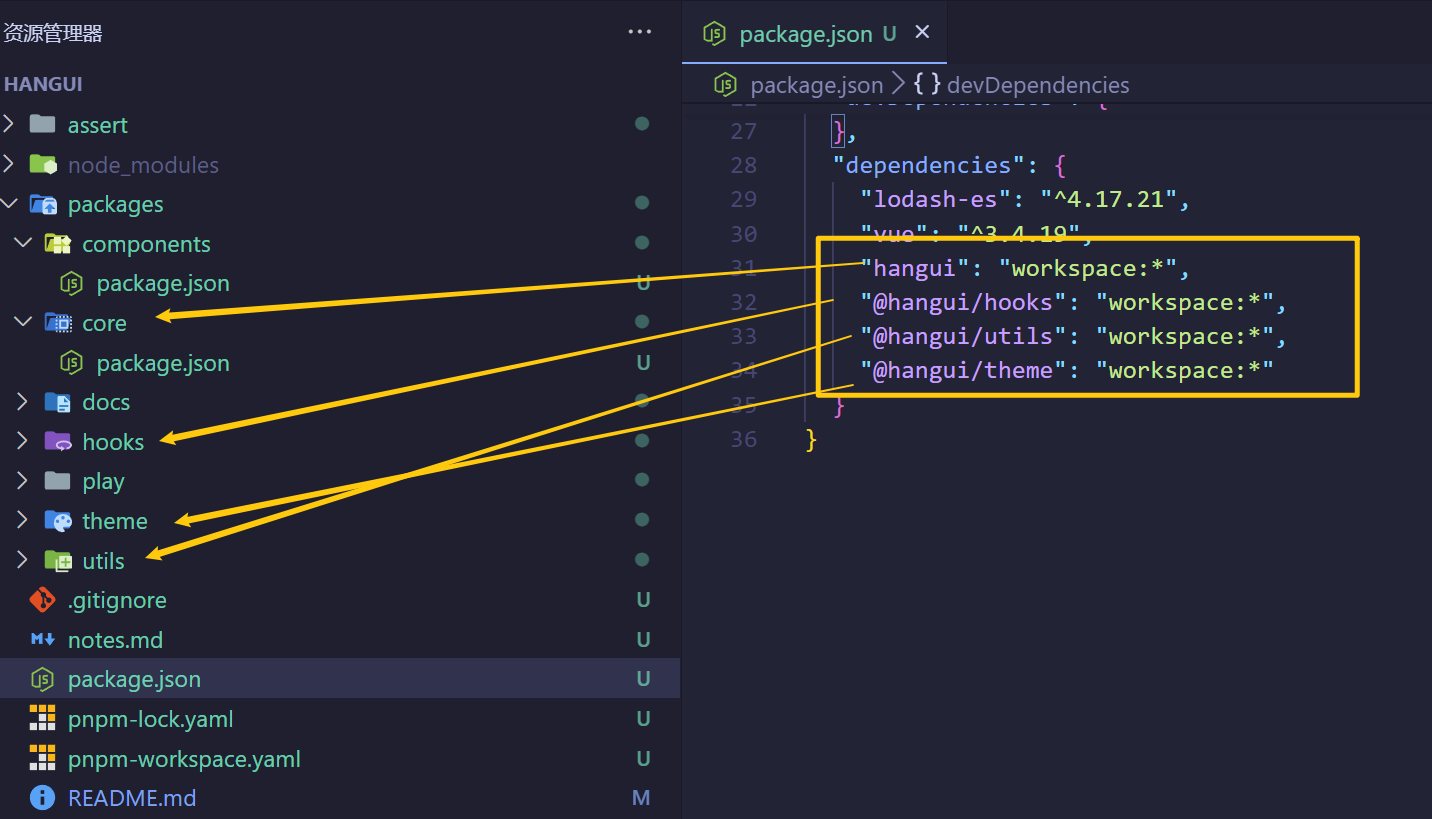 资源管理器
···
HANGUI
assert
node_modules
packages
components
package.json
U
core
package.json
U
docs
hooks
play
theme
utils
.gitignore
U
notes.md
U
package.json
U
pnpm-lock.yaml
U
pnpm-workspace.yaml
U
README.md
M
package.json U ×
package.json > { } devDependencies
27 },
28 "dependencies": {
29 "lodash-es": "^4.17.21",
30 "vue": "^3.4.19",
31 "hangui": "workspace:*",
32 "@hangui/hooks": "workspace:*",
33 "@hangui/utils": "workspace:*",
34 "@hangui/theme": "workspace:*"
35 }
36 }